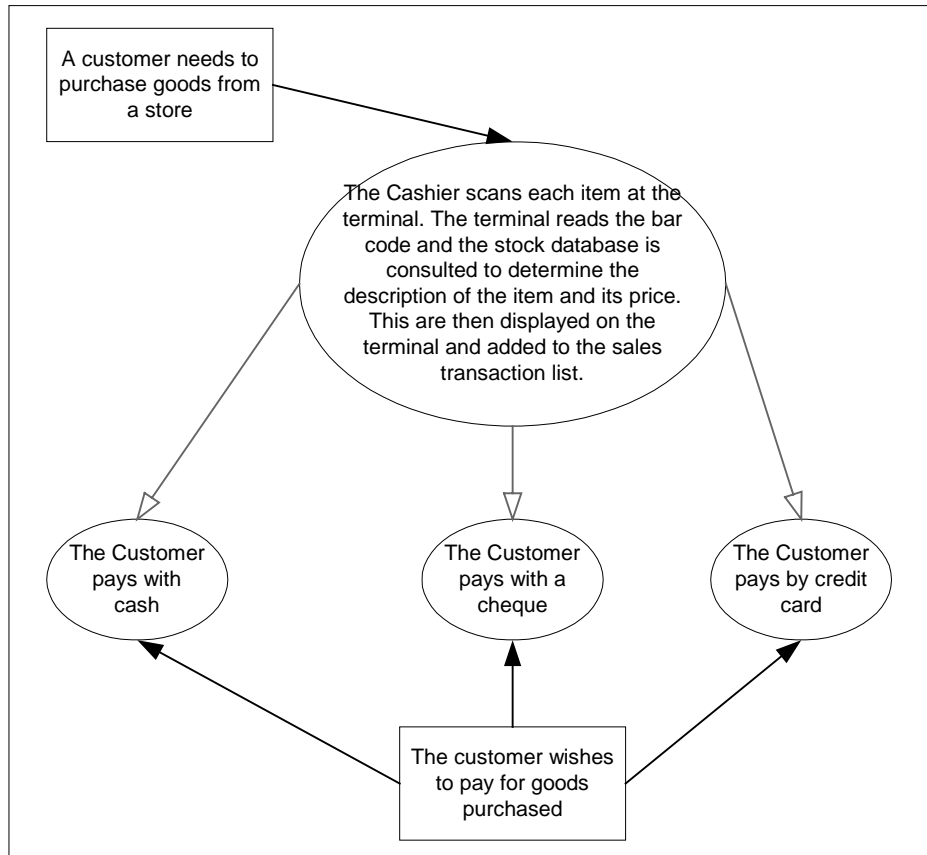 A customer needs to
purchase goods from
a store
The Cashier scans each item at the
terminal. The terminal reads the bar
code and the stock database is
consulted to determine the
description of the item and its price.
This are then displayed on the
terminal and added to the sales
transaction list.
The Customer
pays with
cash
The Customer
pays with a
cheque
The Customer
pays by credit
card
The customer wishes
to pay for goods
purchased